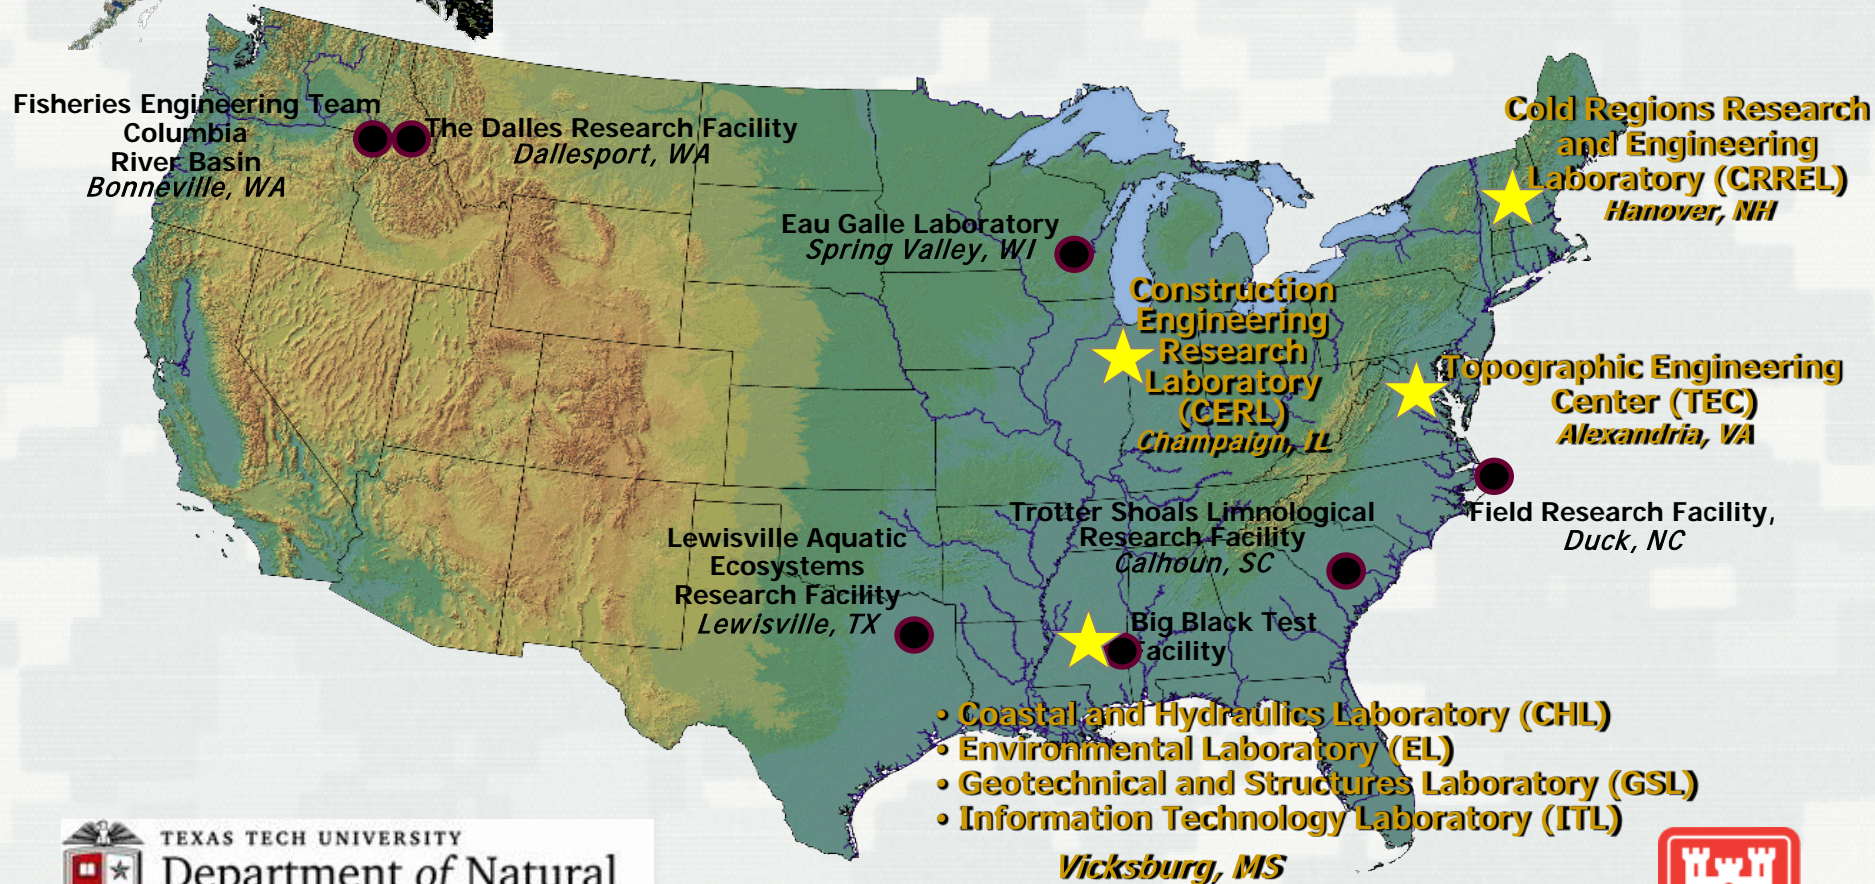 Fisheries Engineering Team
Columbia
River Basin
Bonneville, WA
The Dalles Research Facility
Dallesport, WA
Eau Galle Laboratory
Spring Valley, WI
Cold Regions Research
and Engineering
Laboratory (CRREL)
Hanover, NH
Construction
Engineering
Research
Laboratory
(CERL)
Champaign, IL
Topographic Engineering
Center (TEC)
Alexandria, VA
Field Research Facility,
Duck, NC
Trotter Shoals Limnological
Research Facility
Calhoun, SC
Lewisville Aquatic
Ecosystems
Research Facility
Lewisville, TX
Big Black Test
Facility
• Coastal and Hydraulics Laboratory (CHL)
• Environmental Laboratory (EL)
• Geotechnical and Structures Laboratory (GSL)
• Information Technology Laboratory (ITL)
Vicksburg, MS
TEXAS TECH UNIVERSITY
Department of Natural